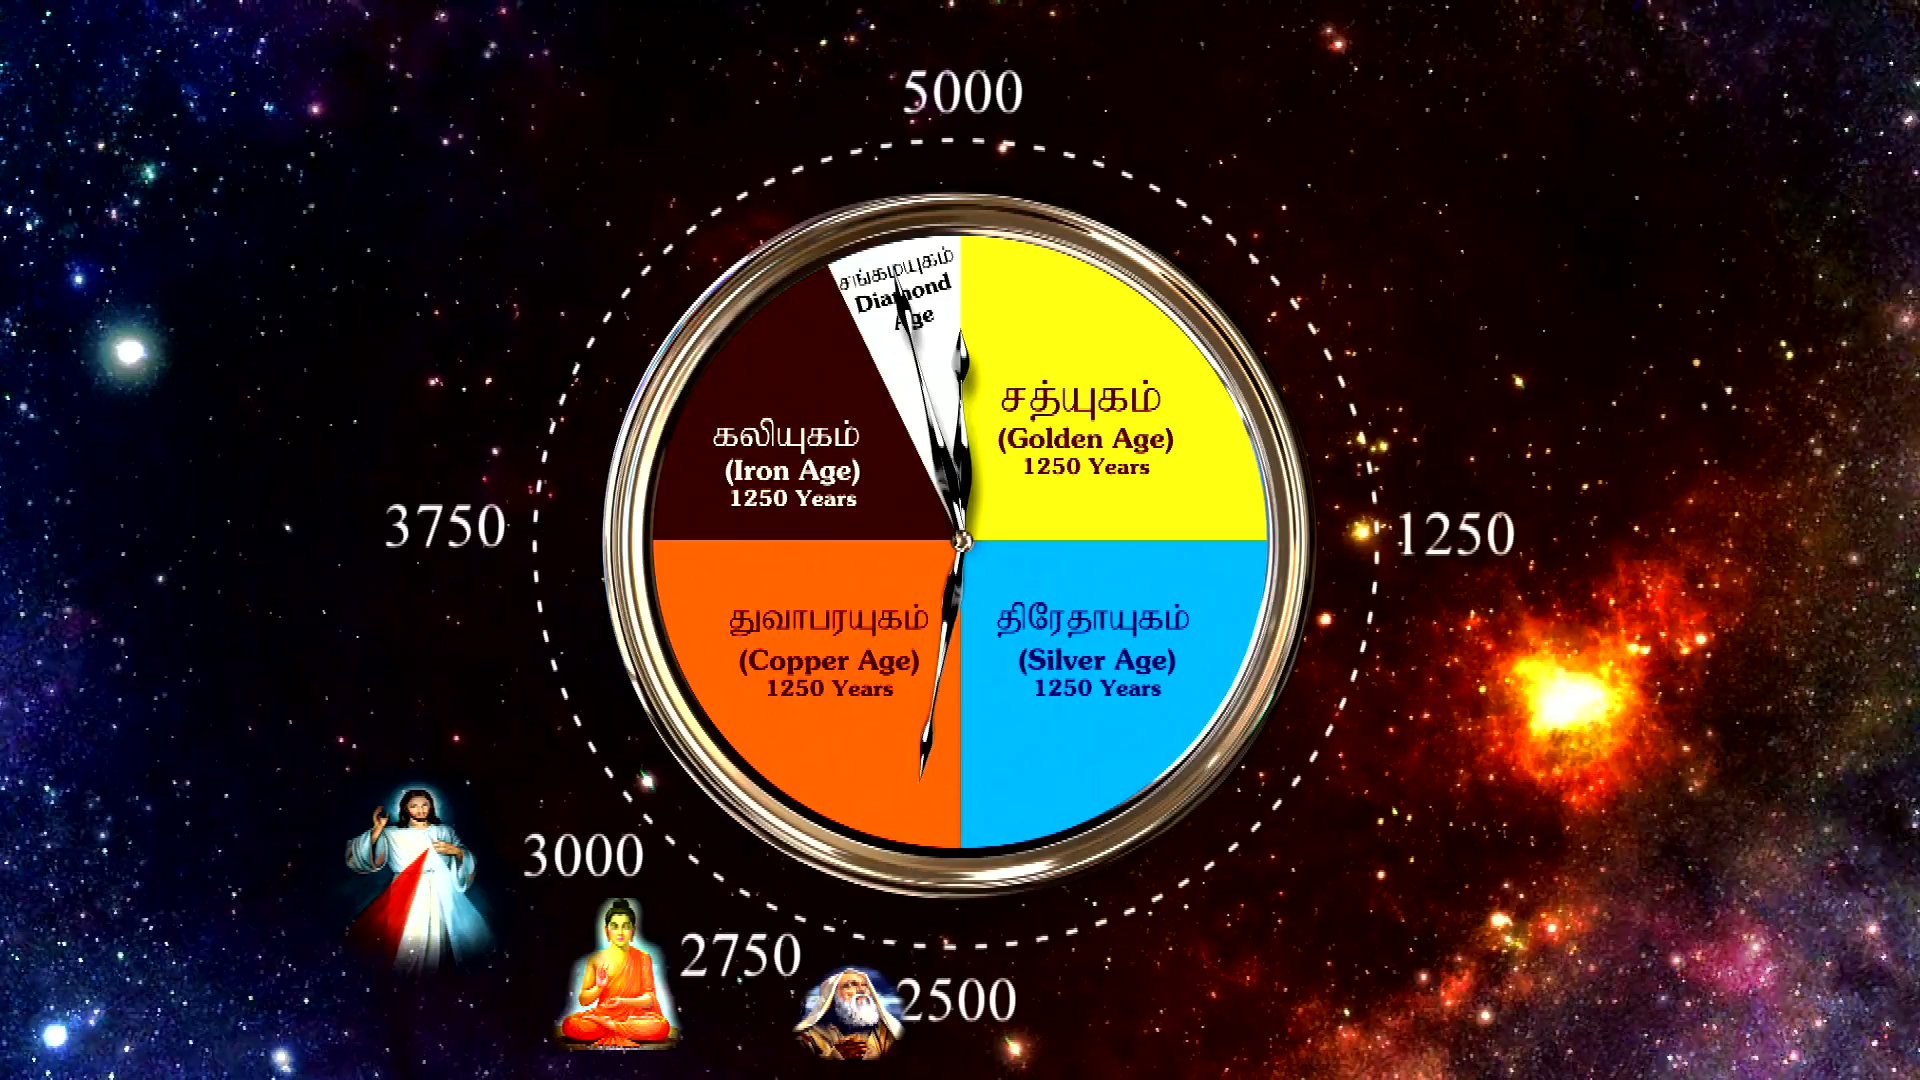 5000
சங்கமயுகம்
Diamond
Age
சத்யுகம்
(Golden Age)
1250 Years
கலியுகம்
(Iron Age)
1250 Years
3750
1250
துவாபரயுகம்
(Copper Age)
1250 Years
திரேதாயுகம்
(Silver Age)
1250 Years
3000
2750
2500